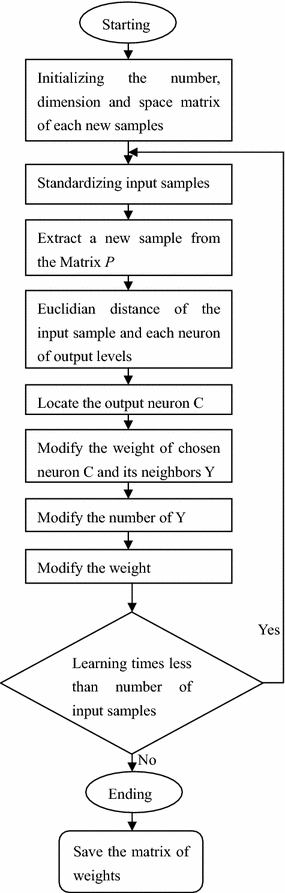 Starting
Initializing the number,
dimension and space matrix
of each new samples
Standardizing input samples
Extract a new sample from
the Matrix P
Euclidian distance of the
input sample and each neuron
of output levels
Locate the output neuron C
Modify the weight of chosen
neuron C and its neighbors Y
Modify the number of Y
Modify the weight
Yes
Learning times less
than number of
input samples
No
Ending
Save the matrix of
weights